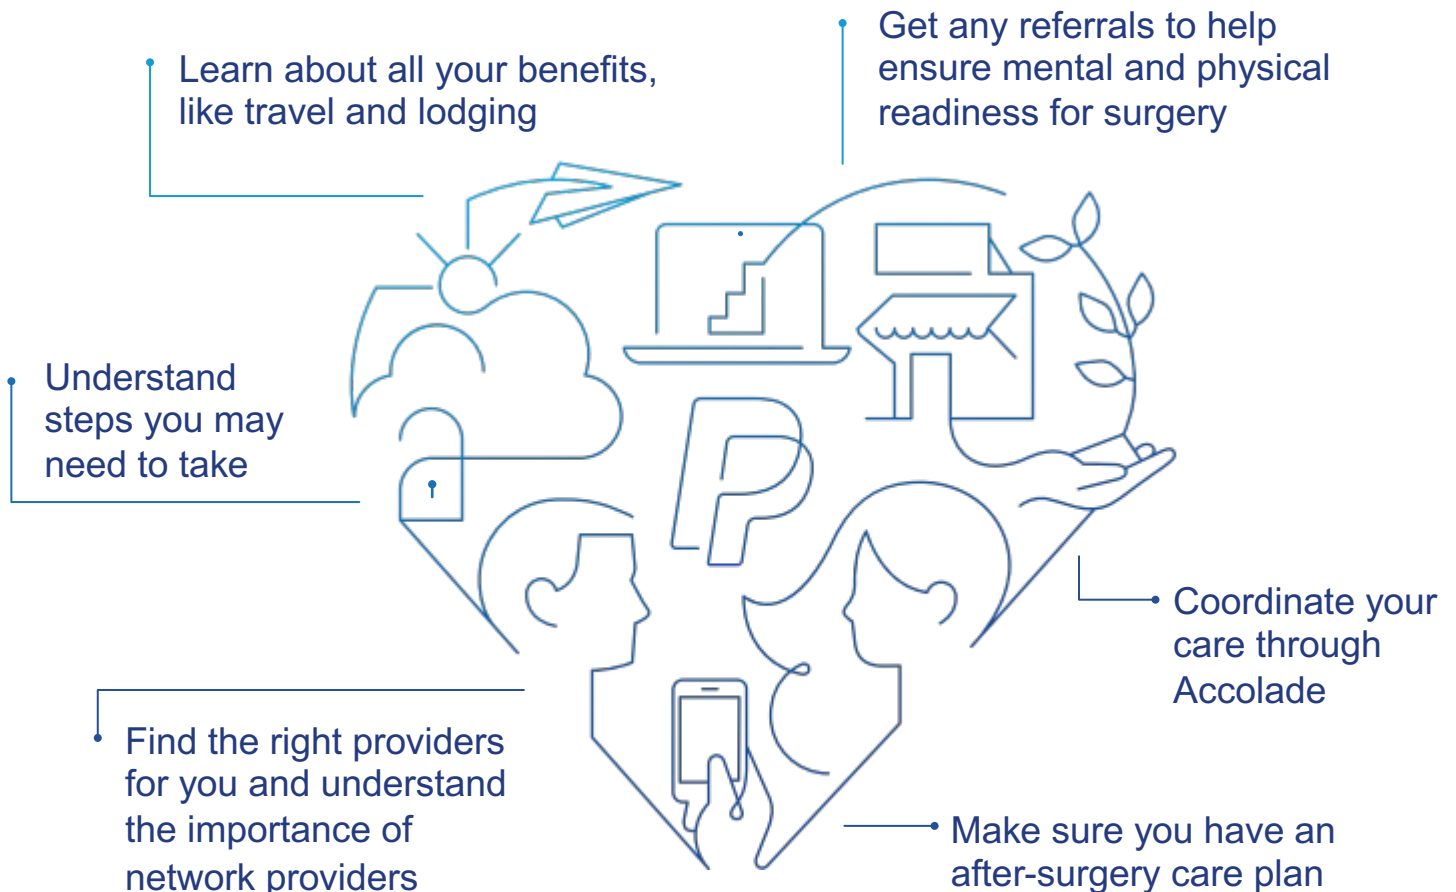 Learn about all your benefits,
like travel and lodging
Get any referrals to help
ensure mental and physical
readiness for surgery
Understand
steps you may
need to take
Coordinate your
care through
Accolade
Find the right providers
for you and understand
the importance of
network providers
Make sure you have an
after-surgery care plan